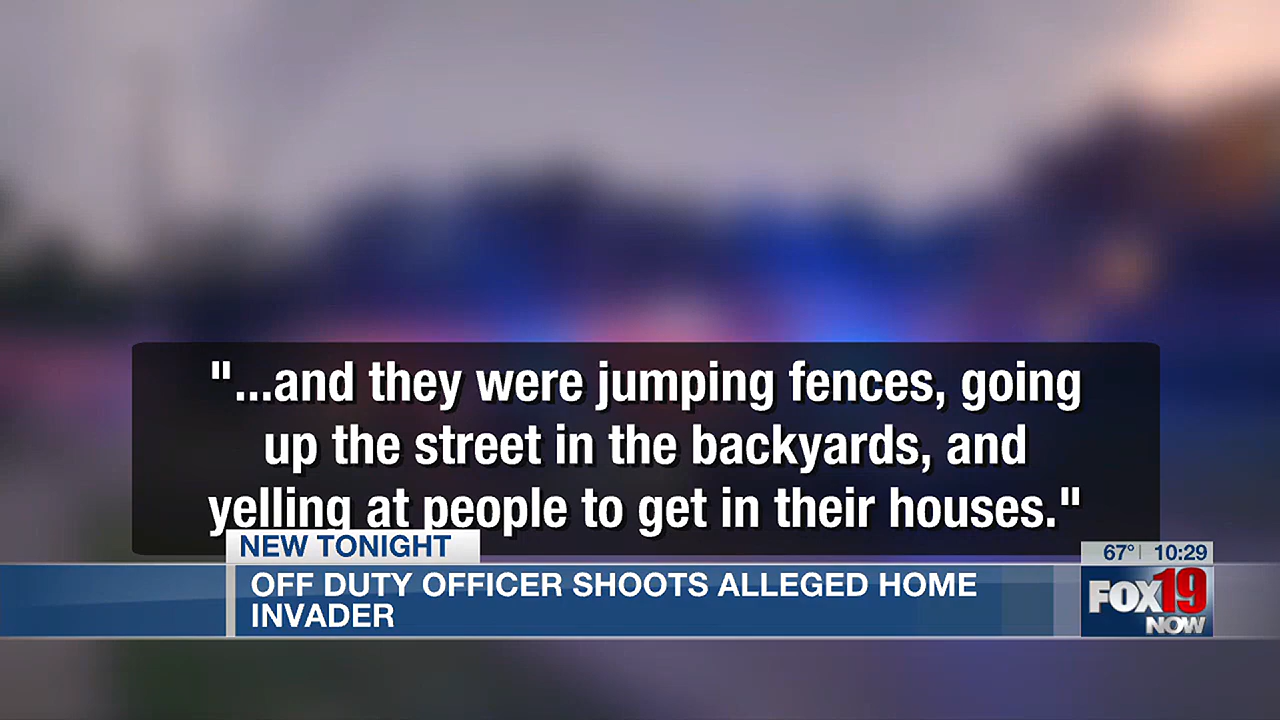 "...and they were jumping fences, going
up the street in the backyards, and
yelling at people to get in their houses."
NEW TONIGHT
OFF DUTY OFFICER SHOOTS ALLEGED HOME
INVADER
67° 10:29
FOX19
NOW